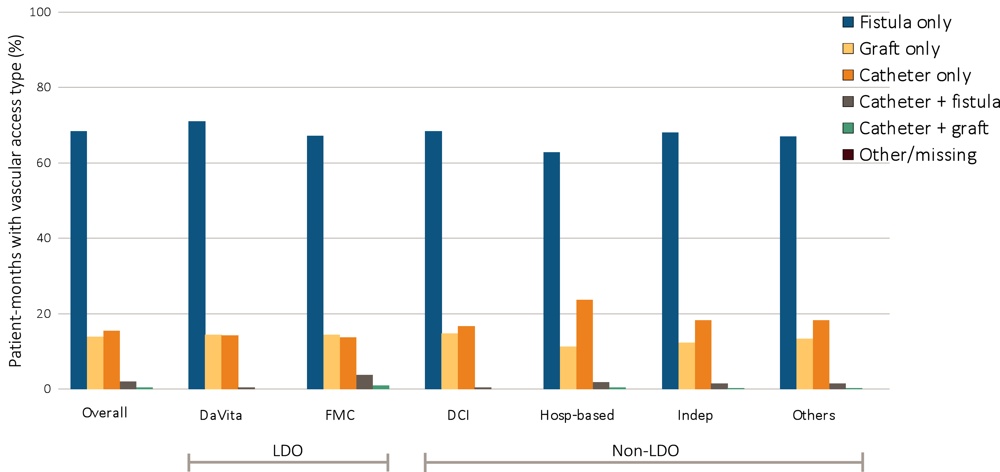 Patient-months with vascular access type (%)
100
80
60
40
20
0
Fistula only
Graft only
Catheter only
Catheter + fistula
Catheter + graft
Other/missing
Overall
DaVita
FMC
DCI
Hosp-based
Indep
Others
LDO
Non-LDO